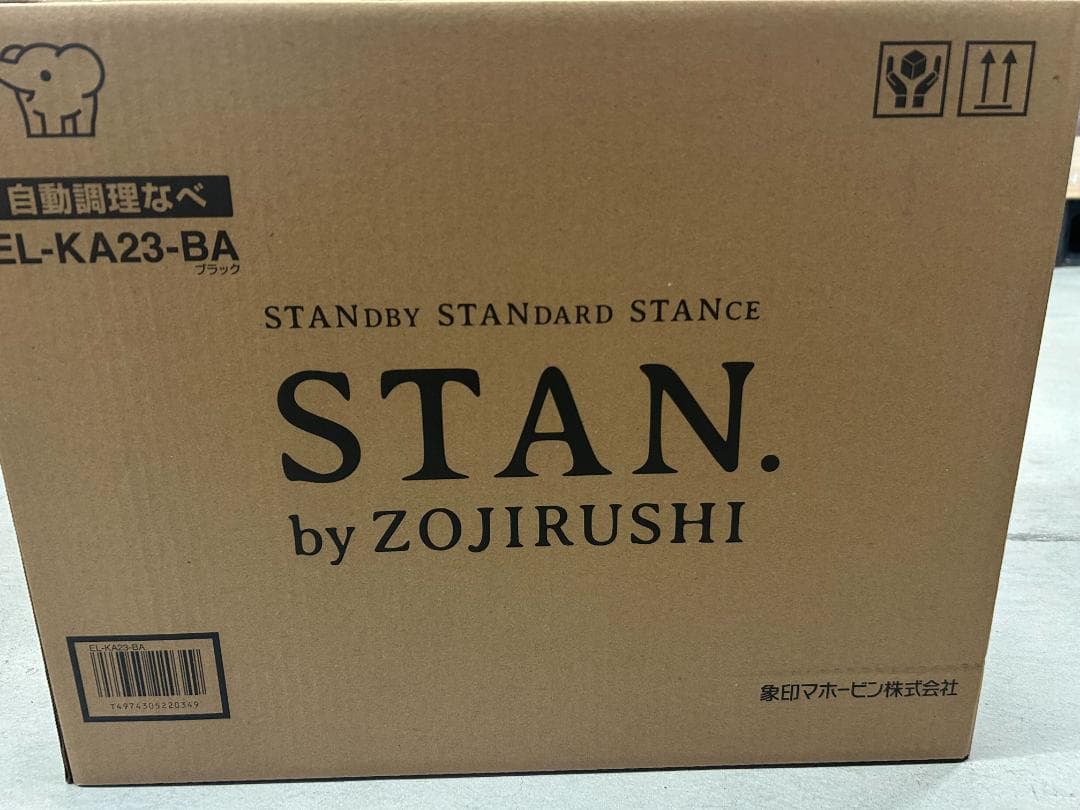 自動調理なべ
EL-KA23-BA
ブラック
STANDBY STANDARD STANCE
STAN.
by ZOJIRUSHI
EL-KA23-BA
T4974305220349
象印マホービン株式会社